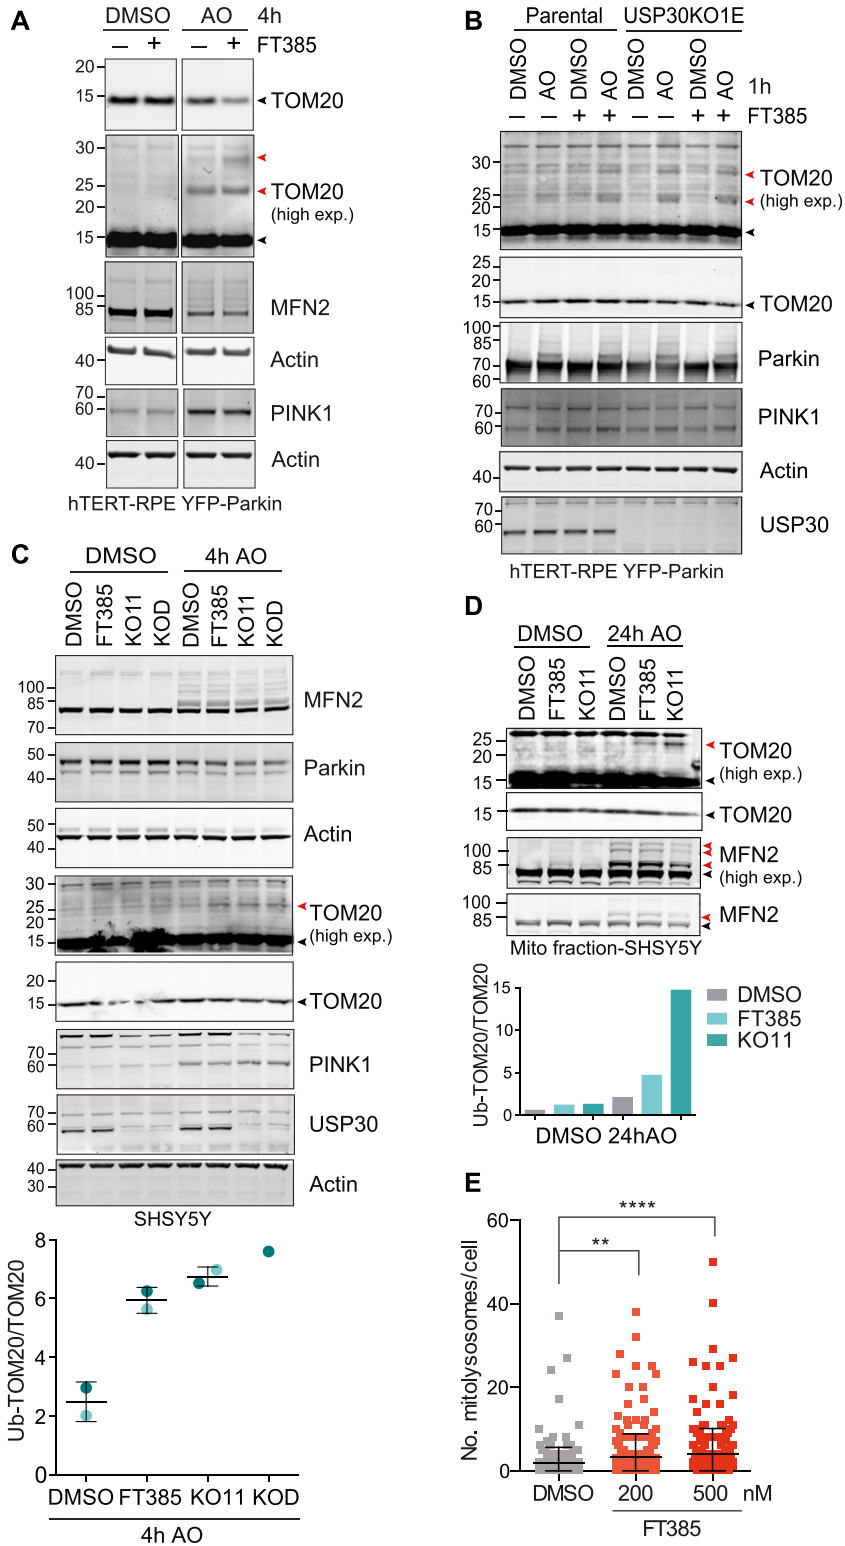 A
DMSO AO 4h
– + – + FT385
20
15
TOM20
30
25
20
15
TOM20
(high exp.)
100
85
MFN2
40
Actin
70
60
PINK1
40
Actin
hTERT-RPE YFP-Parkin
B
Parental USP30KO1E
DMSO AO DMSO AO DMSO AO DMSO AO 1h
– – + + – – + + FT385
30
25
20
15
TOM20
(high exp.)
25
20
15
TOM20
100
85
70
60
Parkin
70
60
PINK1
40
Actin
70
60
USP30
hTERT-RPE YFP-Parkin
C
DMSO 4h AO
DMSO FT385 KO11 KOD DMSO FT385 KO11 KOD
100
85
70
MFN2
50
40
Parkin
50
40
Actin
30
25
20
15
TOM20
(high exp.)
20
15
TOM20
70
60
PINK1
70
60
USP30
40
30
Actin
SHSY5Y
Ub-TOM20/TOM20
8
6
4
2
0
DMSO FT385 KO11 KOD
4h AO
D
DMSO 24h AO
DMSO FT385 KO11 DMSO FT385 KO11
25
20
15
TOM20
(high exp.)
15
TOM20
100
85
MFN2
(high exp.)
100
85
MFN2
Mito fraction-SHSY5Y
Ub-TOM20/TOM20
15
10
5
0
DMSO 24hAO
DMSO
FT385
KO11
E
No. mitolysosomes/cell
60
40
20
0
****
**
DMSO 200 500 nM
FT385